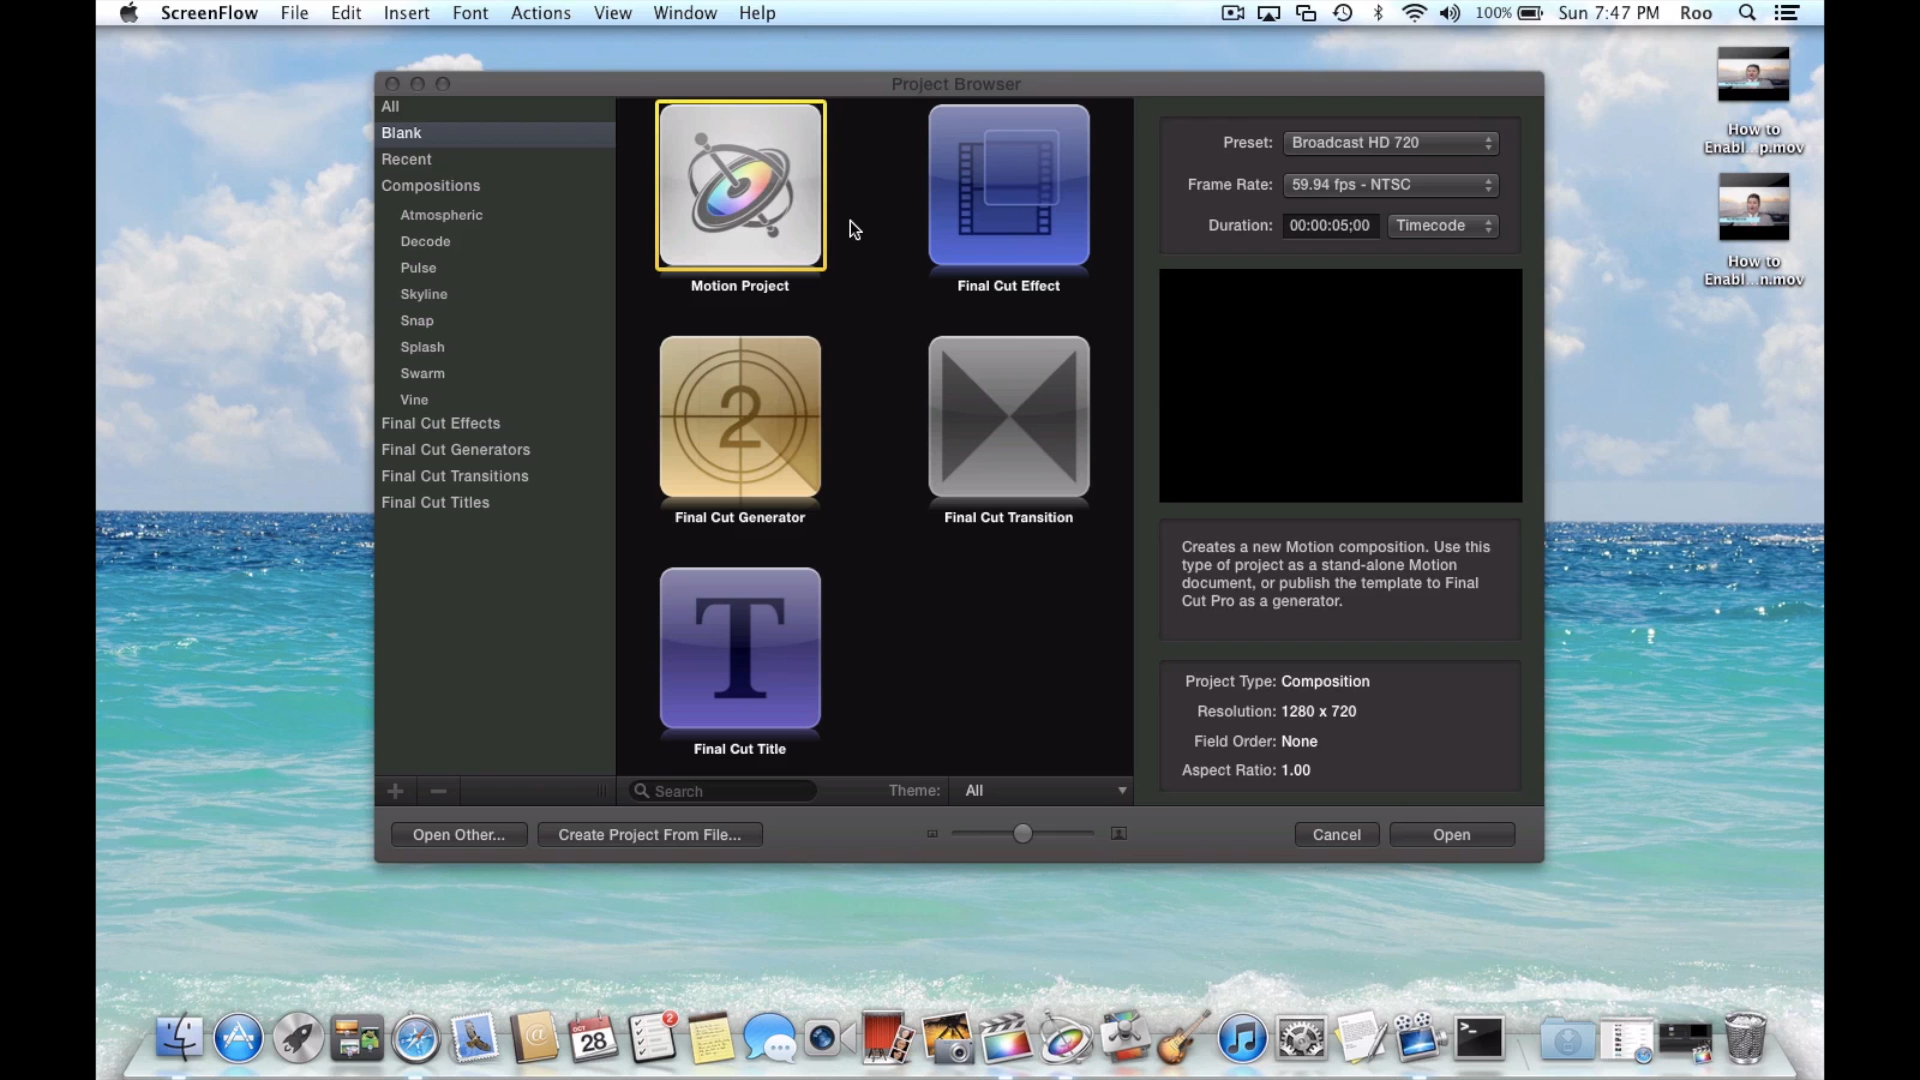 ScreenFlow File Edit Insert Font Actions View Window Help 100% Sun 7:47 PM Roo
Project Browser
All
Blank
Recent
Compositions
Atmospheric
Decode
Pulse
Skyline
Snap
Splash
Swarm
Vine
Final Cut Effects
Final Cut Generators
Final Cut Transitions
Final Cut Titles
Motion Project
Final Cut Effect
2
Final Cut Generator
Final Cut Transition
T
Final Cut Title
Preset: Broadcast HD 720
Frame Rate: 59.94 fps - NTSC
Duration: 00:00:05;00 Timecode
Creates a new Motion composition. Use this
type of project as a stand-alone Motion
document, or publish the template to Final
Cut Pro as a generator.
Project Type: Composition
Resolution: 1280 x 720
Field Order: None
Aspect Ratio: 1.00
Search
Theme: All
Open Other...
Create Project From File...
Cancel
Open
How to
Enabl...p.mov
How to
Enabl...n.mov
OCT
28
2